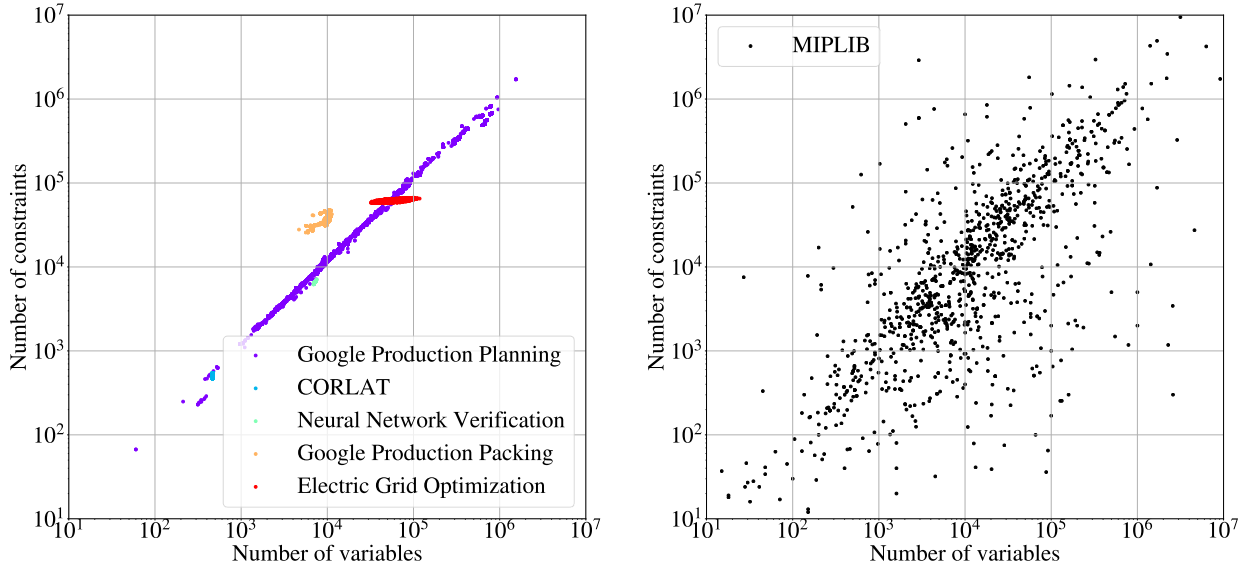 Number of constraints
10^7
10^6
10^5
10^4
10^3
10^2
10^1
Google Production Planning
CORLAT
Neural Network Verification
Google Production Packing
Electric Grid Optimization
10^1 10^2 10^3 10^4 10^5 10^6 10^7
Number of variables
Number of constraints
10^7
10^6
10^5
10^4
10^3
10^2
10^1
MIPLIB
10^1 10^2 10^3 10^4 10^5 10^6 10^7
Number of variables